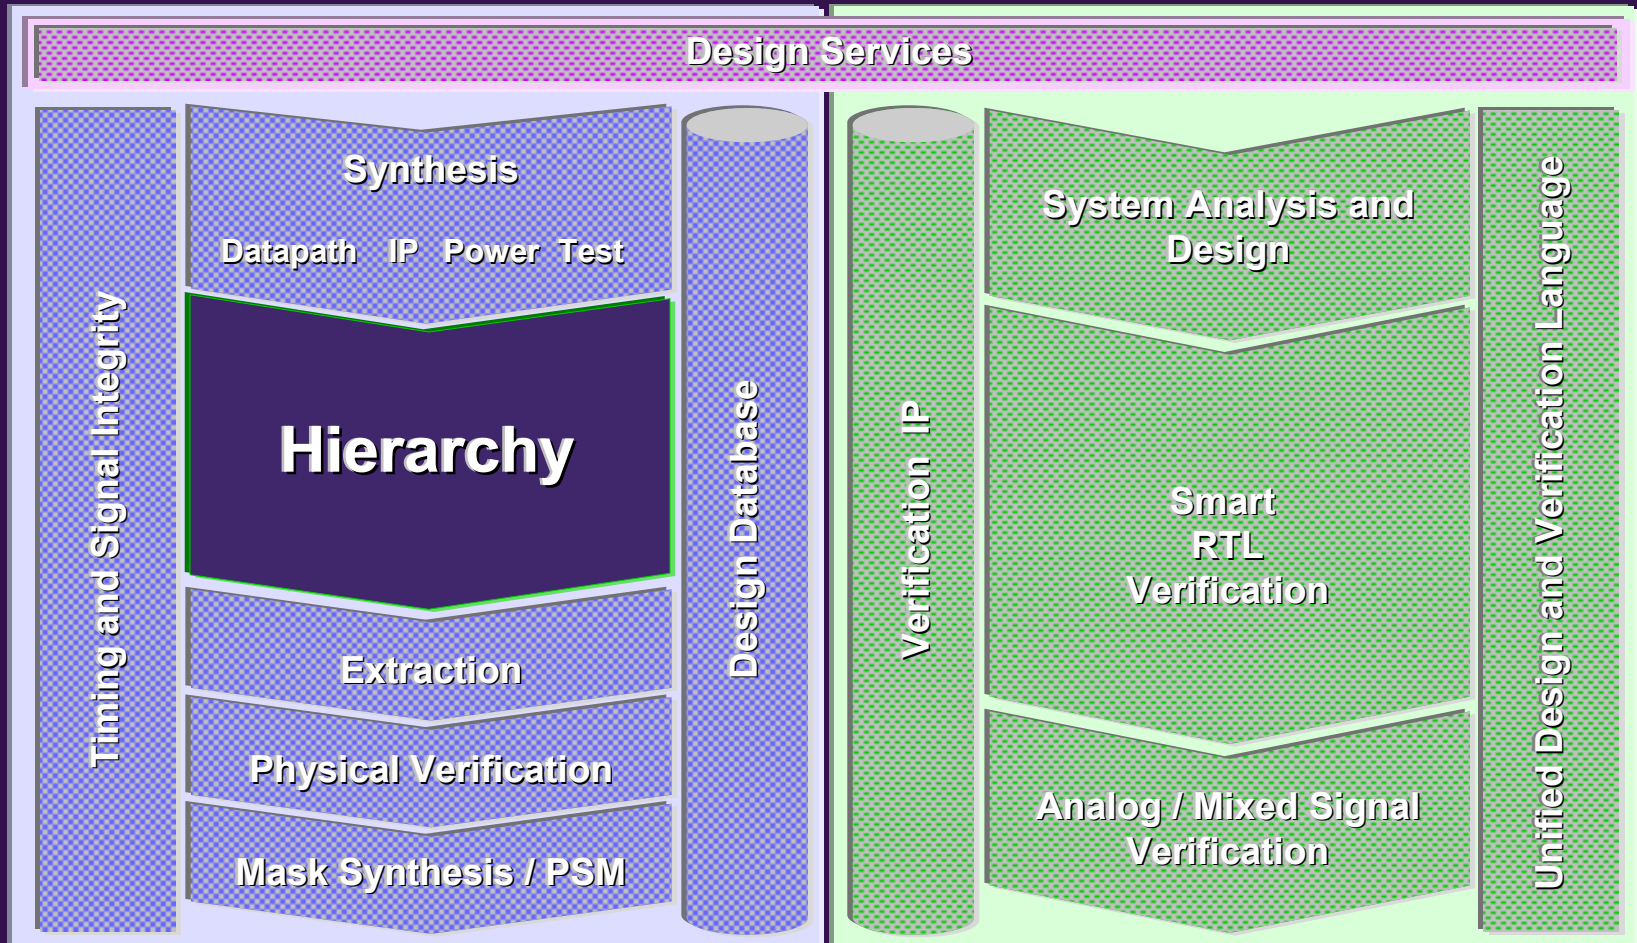 Design Services
Timing and Signal Integrity
Synthesis
Datapath IP Power Test
Hierarchy
Extraction
Physical Verification
Mask Synthesis / PSM
Design Database
Verification IP
System Analysis and
Design
Smart
RTL
Verification
Analog / Mixed Signal
Verification
Unified Design and Verification Language